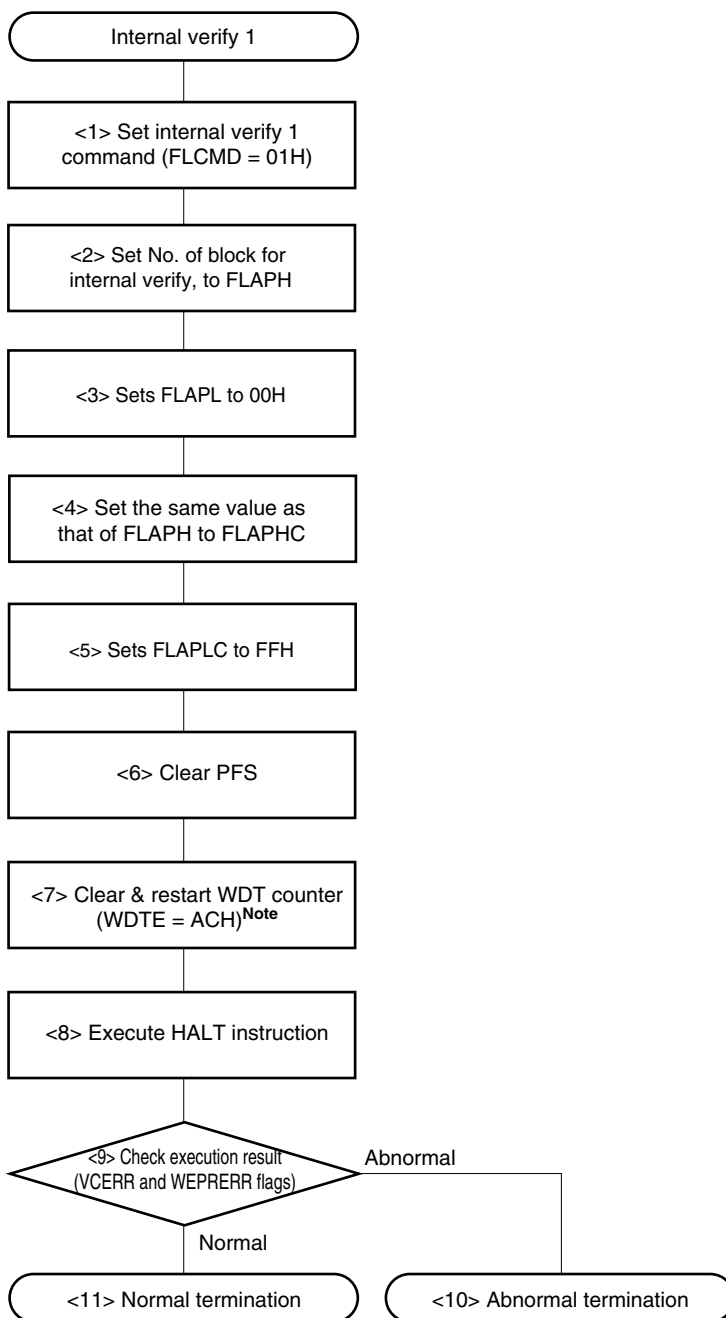 Internal verify 1
<1> Set internal verify 1
command (FLCMD = 01H)
<2> Set No. of block for
internal verify, to FLAPH
<3> Sets FLAPL to 00H
<4> Set the same value as
that of FLAPH to FLAPHC
<5> Sets FLAPLC to FFH
<6> Clear PFS
<7> Clear & restart WDT counter
(WDTE = ACH)Note
<8> Execute HALT instruction
<9> Check execution result
(VCERR and WEPRERR flags)
Abnormal
Normal
<11> Normal termination
<10> Abnormal termination